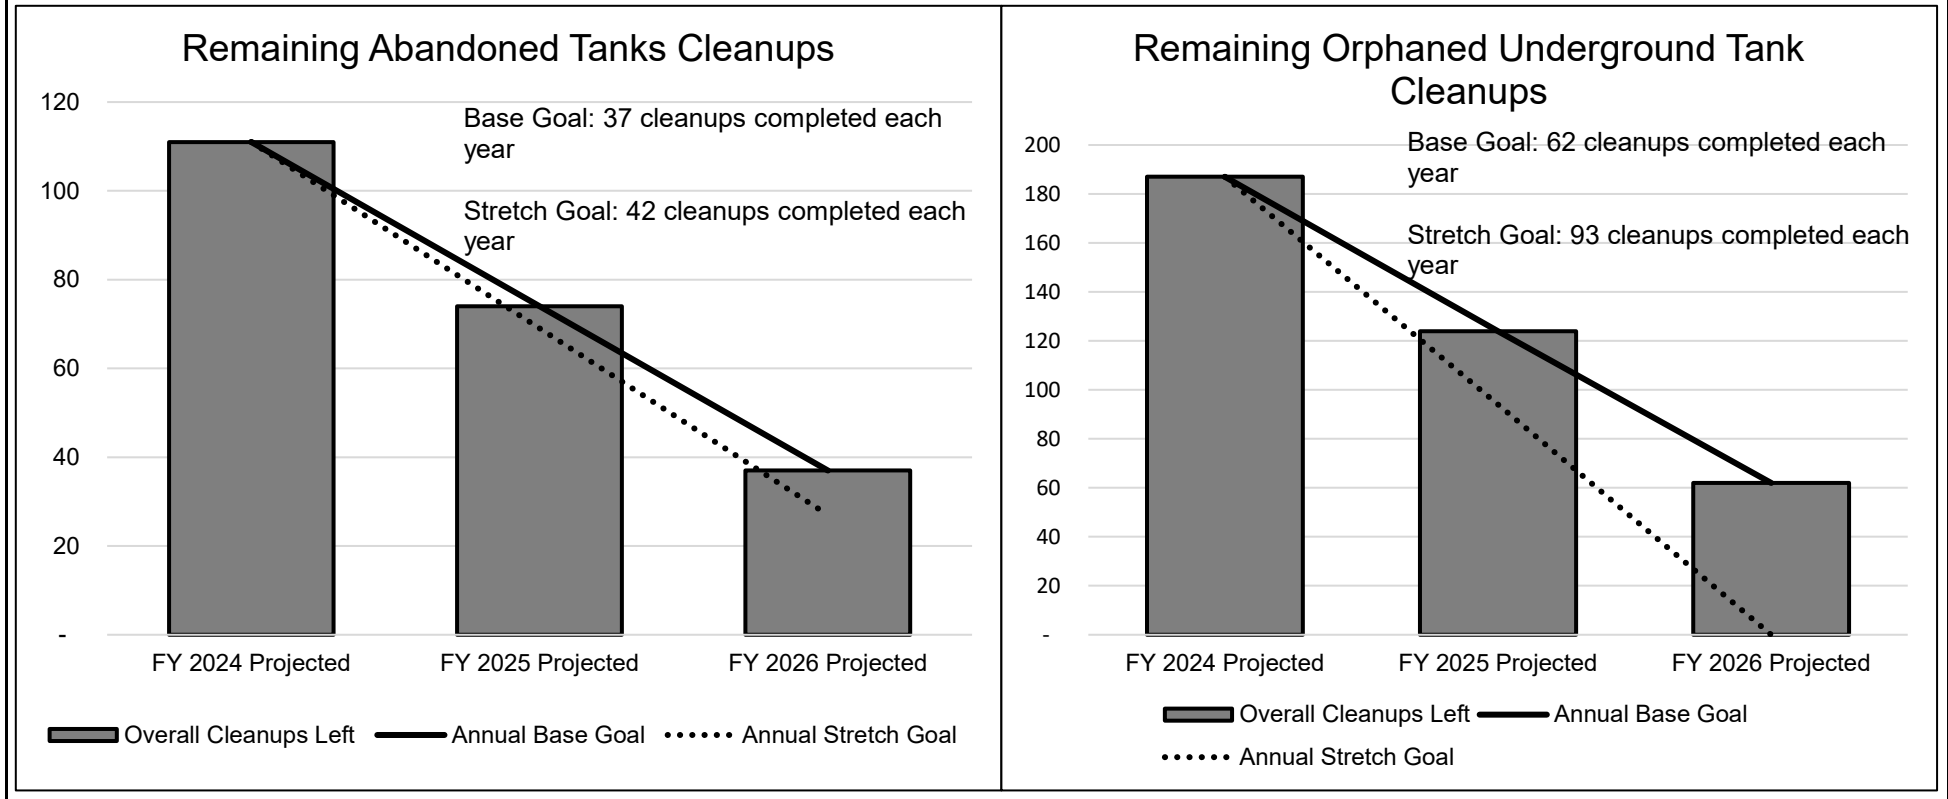 Remaining Abandoned Tanks Cleanups
120
100
80
60
40
20
-
Base Goal: 37 cleanups completed each
year
Stretch Goal: 42 cleanups completed each
year
FY 2024 Projected
FY 2025 Projected
FY 2026 Projected
Overall Cleanups Left
Annual Base Goal
Annual Stretch Goal
Remaining Orphaned Underground Tank
Cleanups
200
180
160
140
120
100
80
60
40
20
-
Base Goal: 62 cleanups completed each
year
Stretch Goal: 93 cleanups completed each
year
FY 2024 Projected
FY 2025 Projected
FY 2026 Projected
Overall Cleanups Left
Annual Base Goal
Annual Stretch Goal